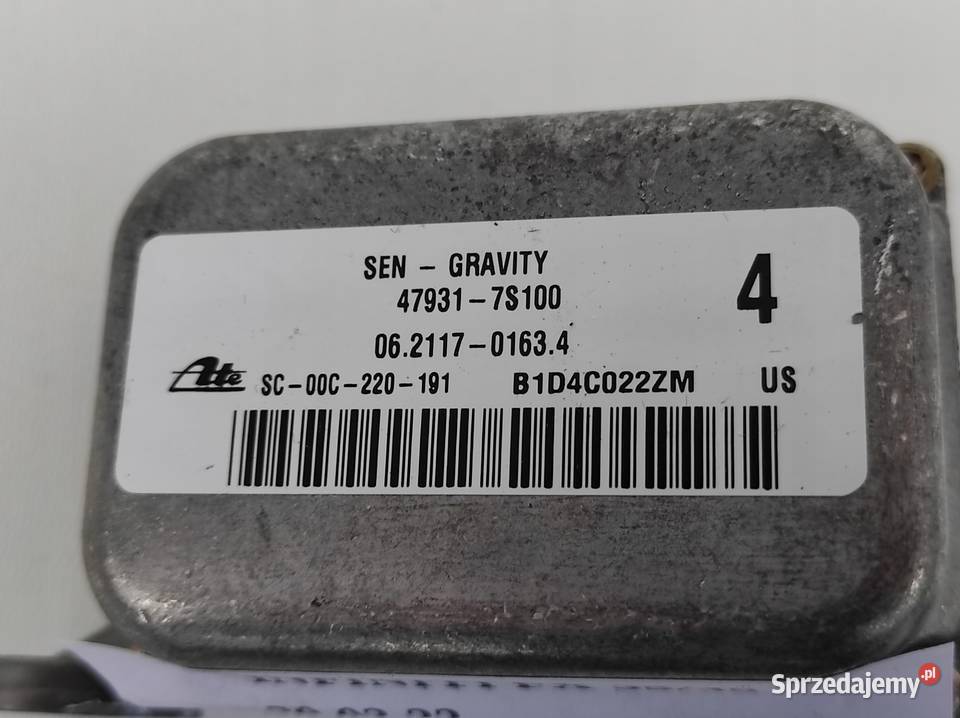 SEN - GRAVITY
47931-7S100
4
06.2117-0163.4
Ate SC-00C-220-191 B1D4C022ZM US
Sprzedajemy.pl